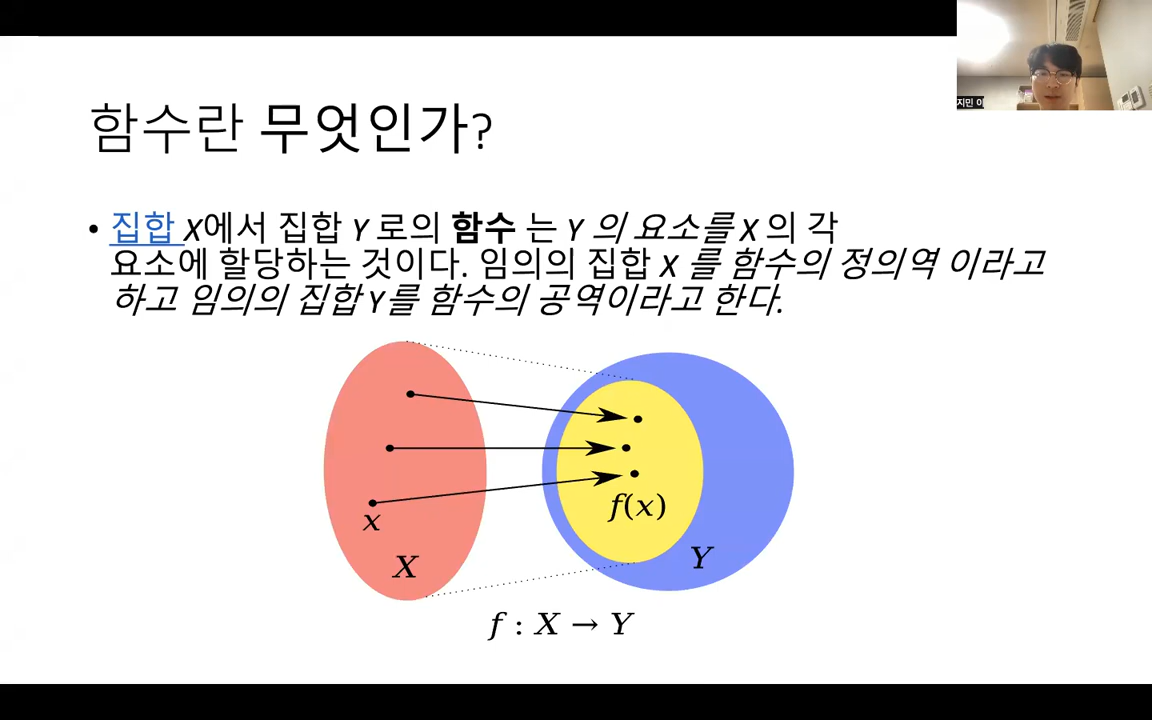 함수란 무엇인가?
• 집합 X에서 집합 Y 로의 함수 는 Y 의 요소를 X 의 각
요소에 할당하는 것이다. 임의의 집합 X 를 함수의 정의역 이라고
하고 임의의 집합 Y를 함수의 공역이라고 한다.
x
X
f(x)
Y
f : X → Y
지민 이